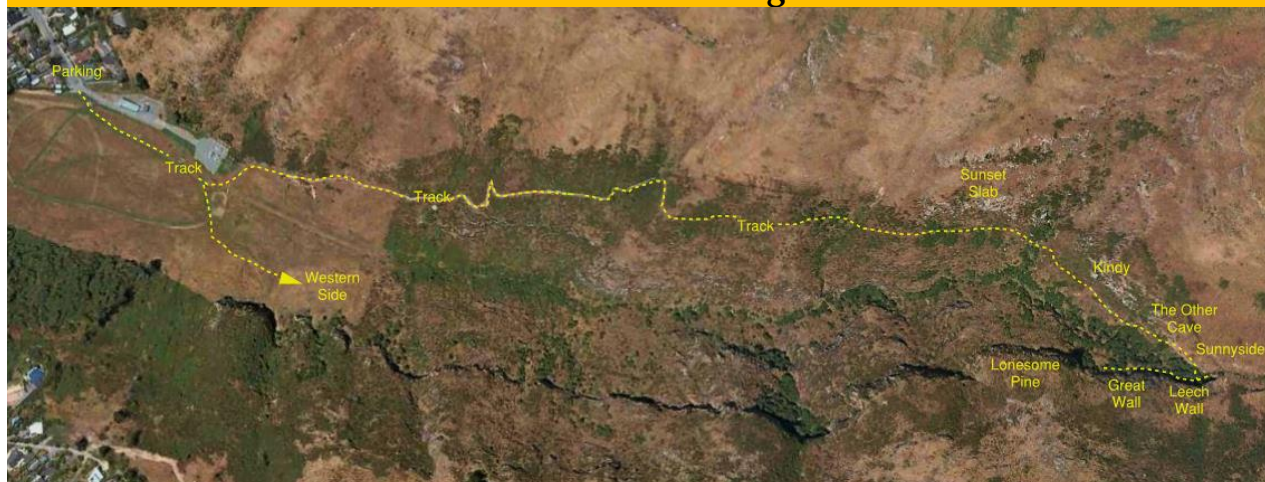 Parking
Track
Track
Track
Western
Side
Sunset
Slab
Kindy
The Other
Cave
Sunnyside
Lonesome
Pine
Great
Wall
Leech
Wall